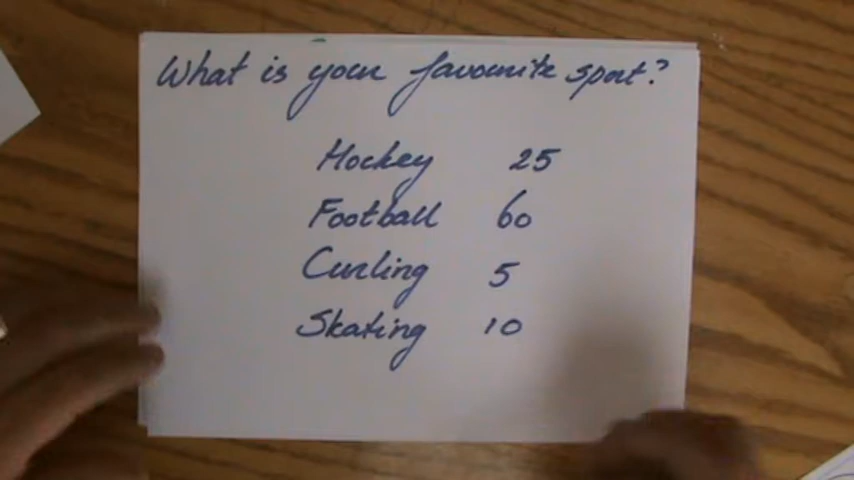 What is your favourite sport?
Hockey 25
Football 60
Curling 5
Skating 10